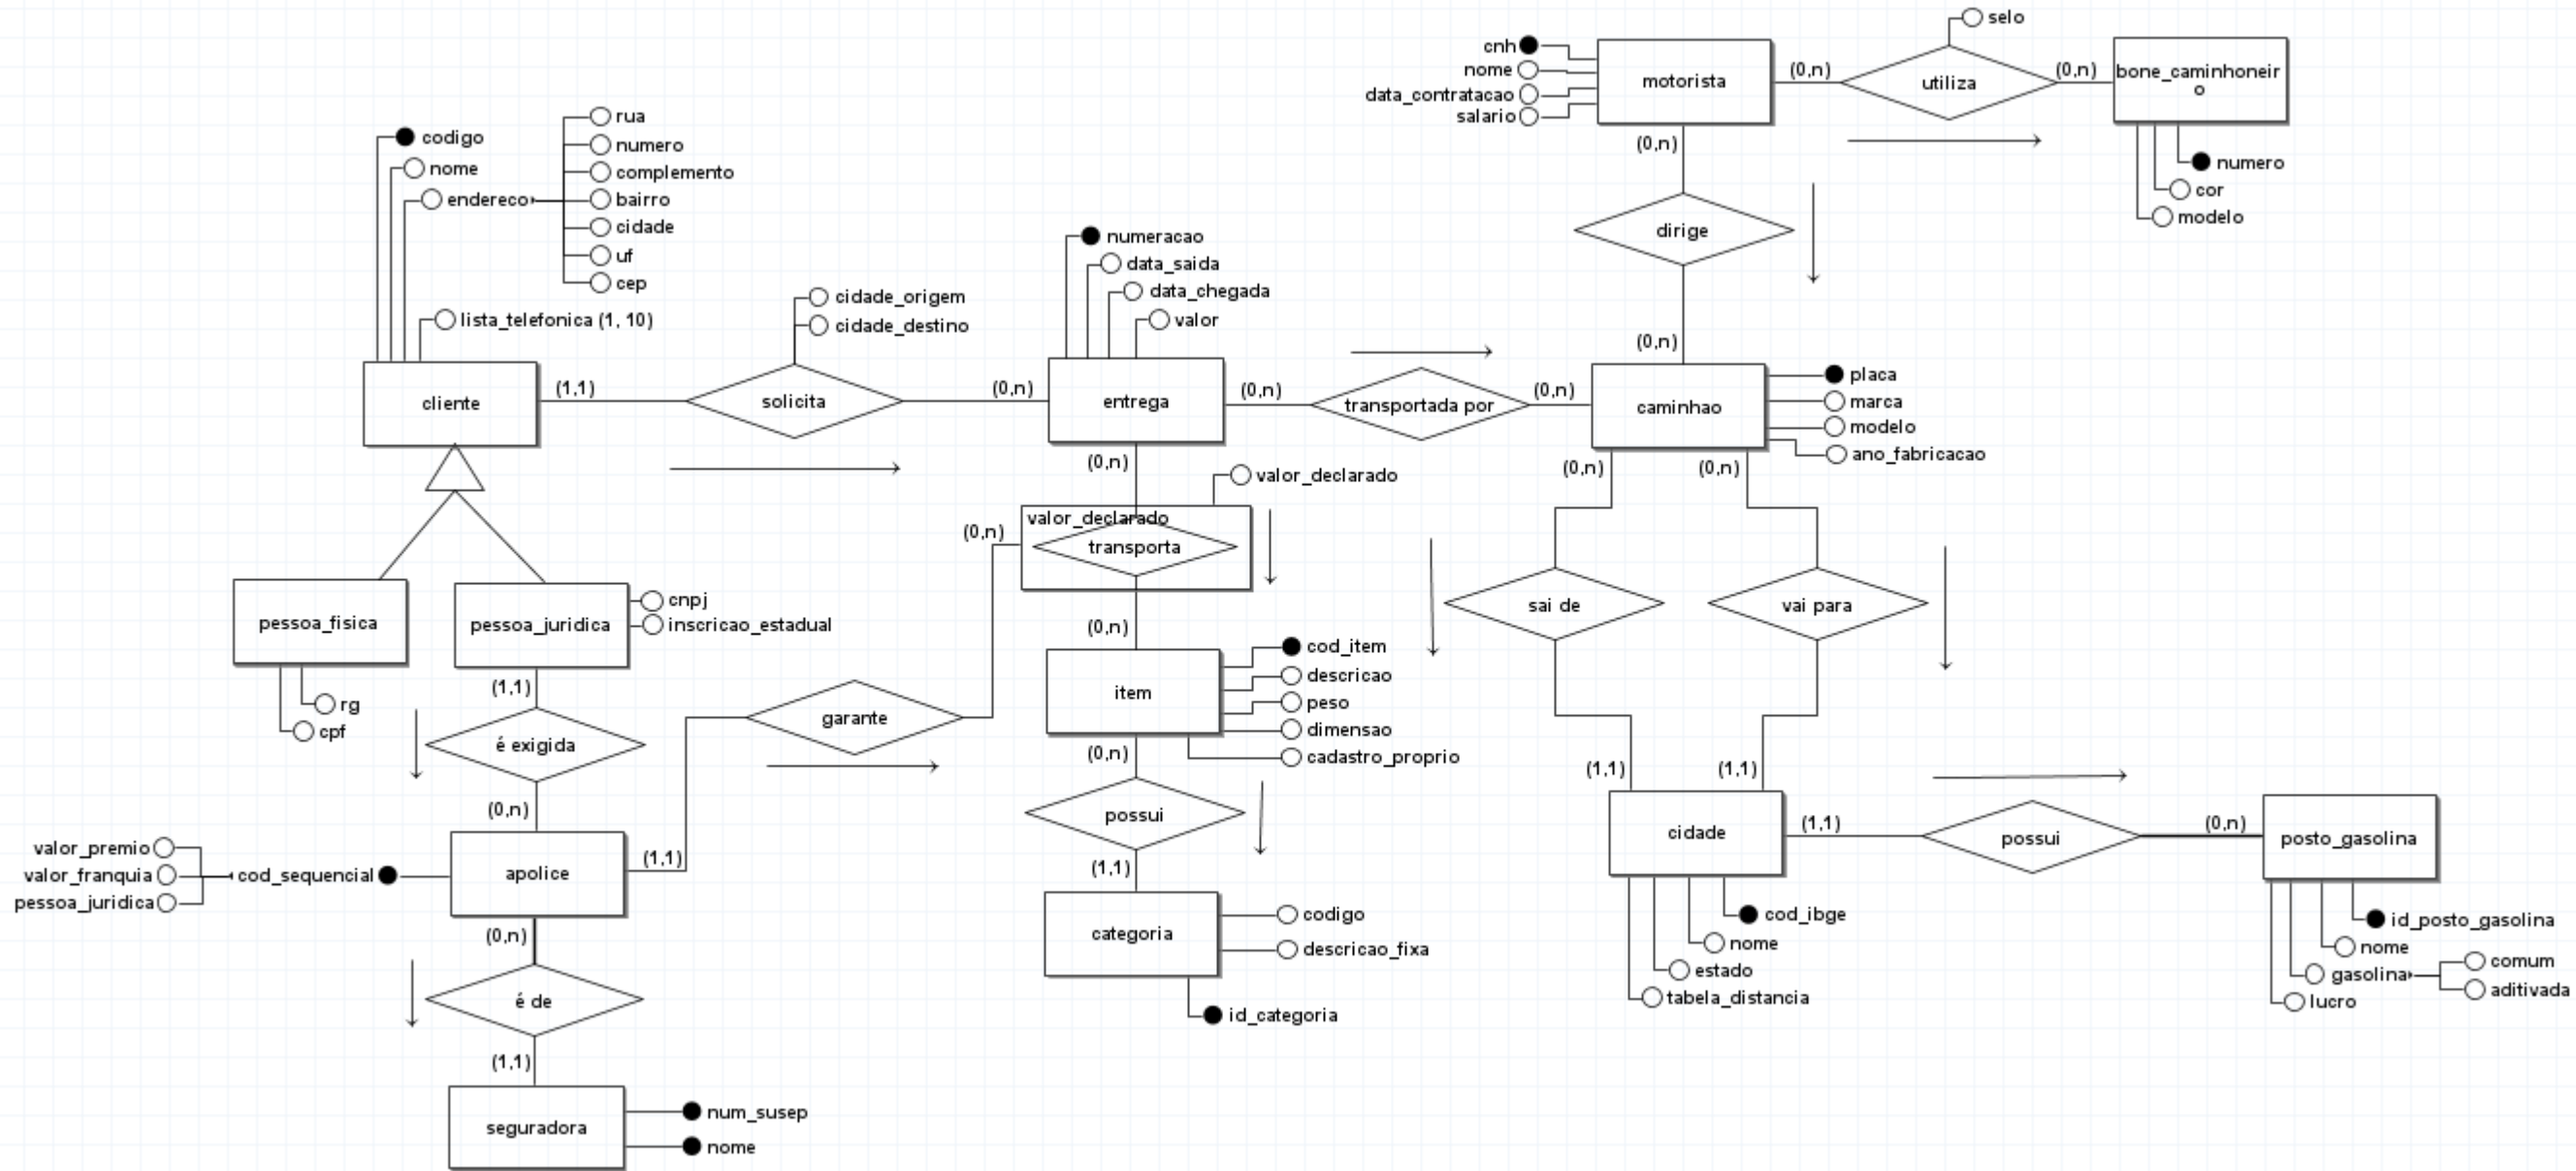 selo
cnh
nome
data_contratacao
salario
motorista
(0,n)
utiliza
(0,n)
bone_caminhoneir
o
(0,n)
numero
cor
modelo
dirige
(0,n)
codigo
nome
endereco
rua
numero
complemento
bairro
cidade
uf
cep
lista_telefonica (1, 10)
cliente
(1,1)
cidade_origem
cidade_destino
solicita
(0,n)
numeracao
data_saida
data_chegada
valor
entrega
(0,n)
transportada por
(0,n)
caminhao
placa
marca
modelo
ano_fabricacao
(0,n)
(0,n)
(0,n)
valor_declarado
valor_declarado
transporta
(0,n)
(0,n)
pessoa_fisica
rg
cpf
pessoa_juridica
cnpj
inscricao_estadual
(1,1)
é exigida
(0,n)
garante
item
cod_item
descricao
peso
dimensao
cadastro_proprio
(0,n)
possui
(1,1)
sai de
vai para
(1,1)
(1,1)
cidade
(1,1)
possui
(0,n)
posto_gasolina
valor_premio
valor_franquia
pessoa_juridica
cod_sequencial
apolice
(1,1)
(0,n)
é de
(1,1)
seguradora
num_susep
nome
categoria
codigo
descricao_fixa
id_categoria
cod_ibge
nome
estado
tabela_distancia
id_posto_gasolina
nome
gasolina
comum
aditivada
lucro